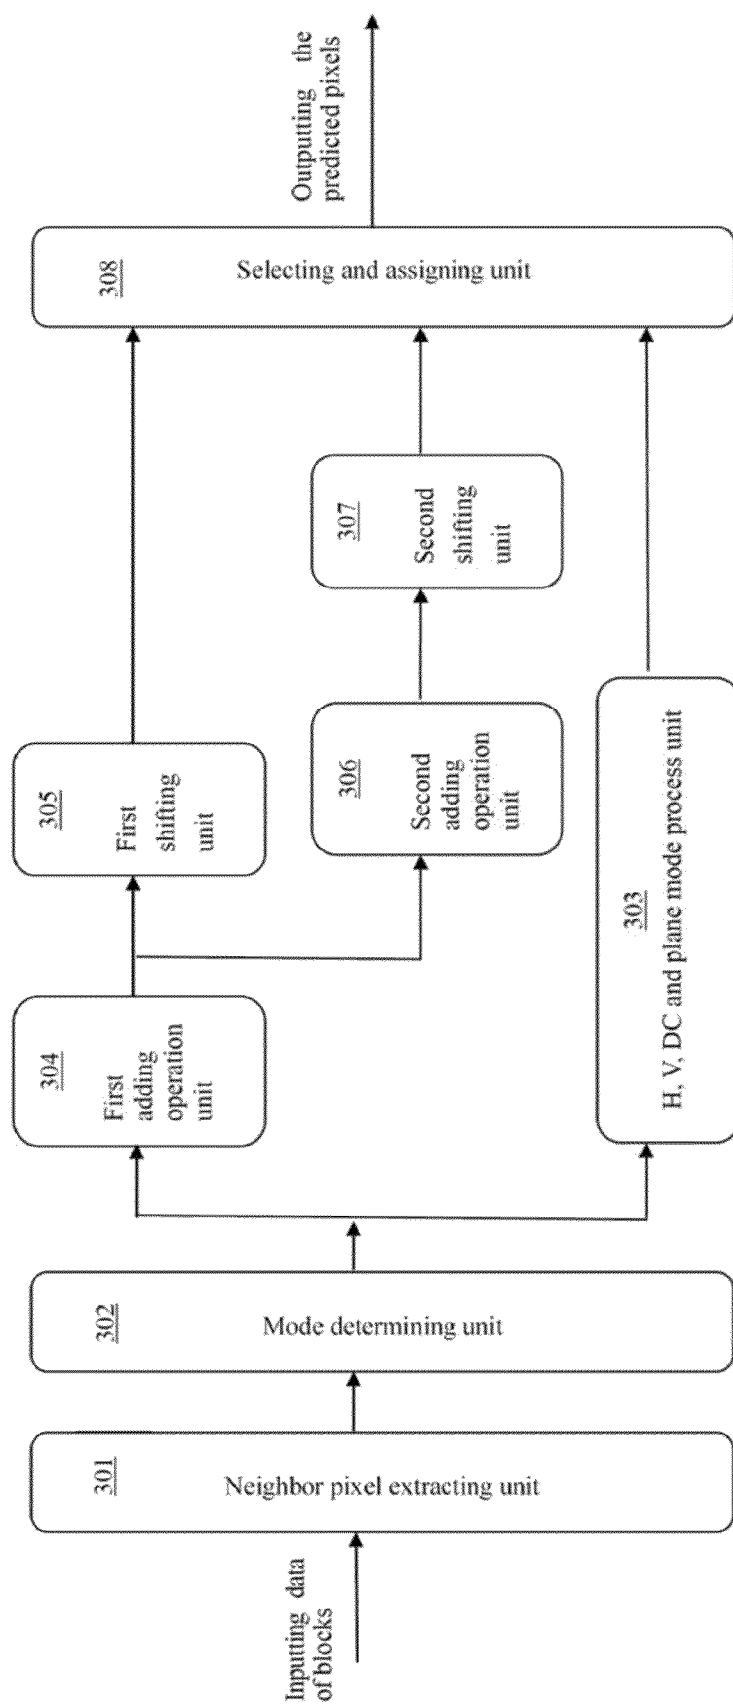 Inputting data
of blocks
301
Neighbor pixel extracting unit
302
Mode determining unit
304
First
adding
operation
unit
303
H, V, DC and plane mode process unit
305
First
shifting
unit
306
Second
adding
operation
unit
307
Second
shifting
unit
308
Selecting and assigning unit
Outputting the
predicted pixels